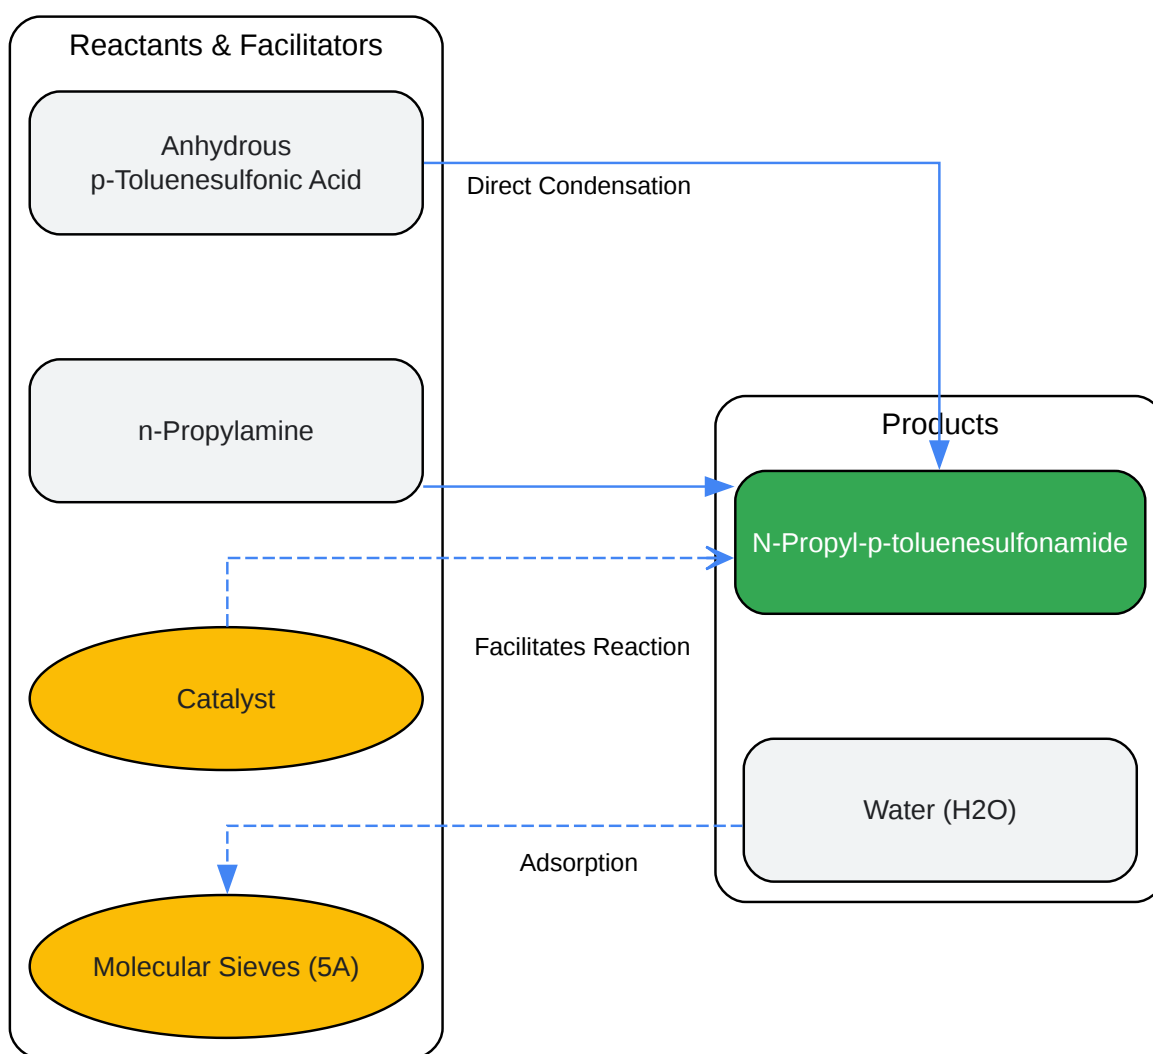 Reactants & Facilitators
Anhydrous
p-Toluenesulfonic Acid
Direct Condensation
n-Propylamine
Products
N-Propyl-p-toluenesulfonamide
Facilitates Reaction
Catalyst
Water (H2O)
Adsorption
Molecular Sieves (5A)